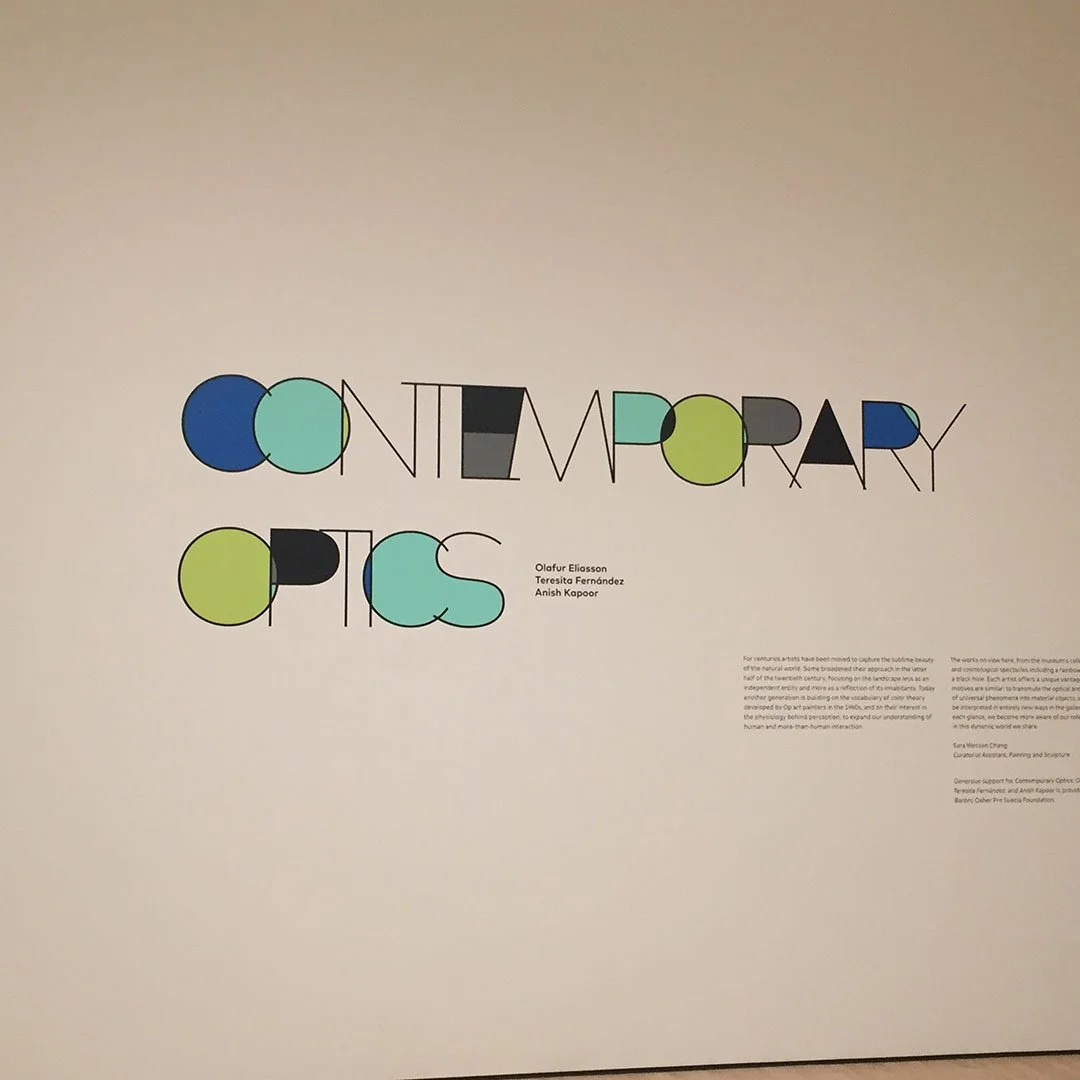 CONTEMPORARY
OPTICS
Olafur Eliasson
Teresita Fernández
Anish Kapoor
For centuries artists have been moved to capture the sublime beauty
of the natural world. Some broadened their approach in the latter
half of the twentieth century, focusing on the landscape less as an
independent entity and more as a reflection of its inhabitants. Today
another generation is building on the vocabulary of color theory
developed by Op art painters in the 1960s, and on their interest in
the physiology behind perception, to expand our understanding of
human and more-than-human interaction.
The works on view here, from the museum's
and cosmological spectacles including a rainbow
a black hole. Each artist offers a unique
motives are similar: to transmute the optical
of universal phenomena into material objects,
be interpreted in entirely new ways in the
each glance, we become more aware of our
in this dynamic world we share.
Sara Wessen Chang
Curatorial Assistant, Painting and Sculpture
Generous support for Contemporary Optics:
Teresita Fernández, and Anish Kapoor is
Barbro Osher Pro Suecia Foundation.